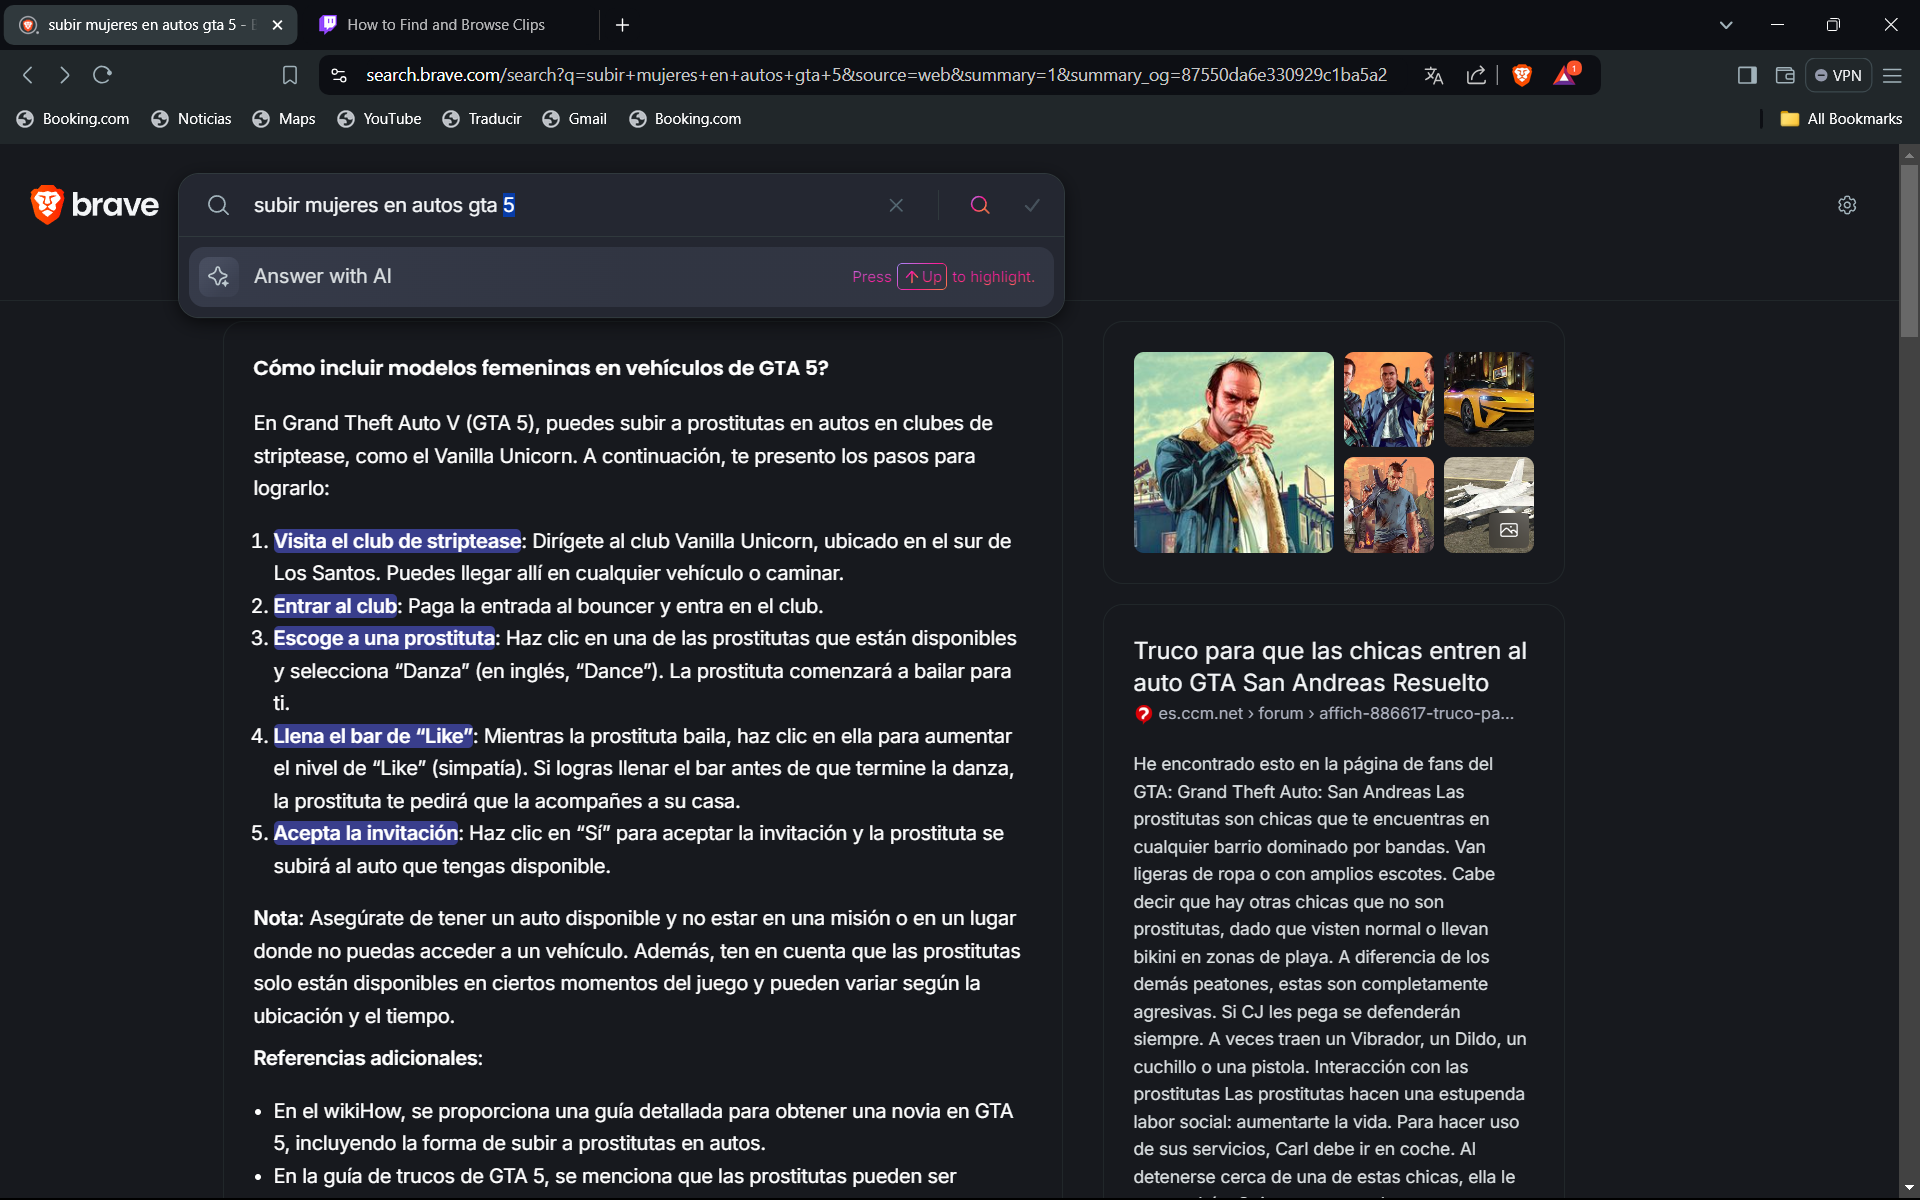 subir mujeres en autos gta 5 -
How to Find and Browse Clips
search.brave.com/search?q=subir+mujeres+en+autos+gta+5&source=web&summary=1&summary_og=87550da6e330929c1ba5a2
1
VPN
Booking.com
Noticias
Maps
YouTube
Traducir
Gmail
Booking.com
All Bookmarks
brave
subir mujeres en autos gta 5
Answer with AI
Press ↑ Up to highlight.
Cómo incluir modelos femeninas en vehículos de GTA 5?
En Grand Theft Auto V (GTA 5), puedes subir a prostitutas en autos en clubes de
striptease, como el Vanilla Unicorn. A continuación, te presento los pasos para
lograrlo:
1. Visita el club de striptease: Dirígete al club Vanilla Unicorn, ubicado en el sur de
Los Santos. Puedes llegar allí en cualquier vehículo o caminar.
2. Entrar al club: Paga la entrada al bouncer y entra en el club.
3. Escoge a una prostituta: Haz clic en una de las prostitutas que están disponibles
y selecciona “Danza” (en inglés, “Dance”). La prostituta comenzará a bailar para
ti.
4. Llena el bar de “Like”: Mientras la prostituta baila, haz clic en ella para aumentar
el nivel de “Like” (simpatía). Si logras llenar el bar antes de que termine la danza,
la prostituta te pedirá que la acompañes a su casa.
5. Acepta la invitación: Haz clic en “Sí” para aceptar la invitación y la prostituta se
subirá al auto que tengas disponible.
Nota: Asegúrate de tener un auto disponible y no estar en una misión o en un lugar
donde no puedas acceder a un vehículo. Además, ten en cuenta que las prostitutas
solo están disponibles en ciertos momentos del juego y pueden variar según la
ubicación y el tiempo.
Referencias adicionales:
• En el wikiHow, se proporciona una guía detallada para obtener una novia en GTA
5, incluyendo la forma de subir a prostitutas en autos.
• En la guía de trucos de GTA 5, se menciona que las prostitutas pueden ser
Truco para que las chicas entren al
auto GTA San Andreas Resuelto
es.ccm.net › forum › affich-886617-truco-pa...
He encontrado esto en la página de fans del
GTA: Grand Theft Auto: San Andreas Las
prostitutas son chicas que te encuentras en
cualquier barrio dominado por bandas. Van
ligeras de ropa o con amplios escotes. Cabe
decir que hay otras chicas que no son
prostitutas, dado que visten normal o llevan
bikini en zonas de playa. A diferencia de los
demás peatones, estas son completamente
agresivas. Si CJ les pega se defenderán
siempre. A veces traen un Vibrador, un Dildo, un
cuchillo o una pistola. Interacción con las
prostitutas Las prostitutas hacen una estupenda
labor social: aumentarte la vida. Para hacer uso
de sus servicios, Carl debe ir en coche. Al
detenerse cerca de una de estas chicas, ella le